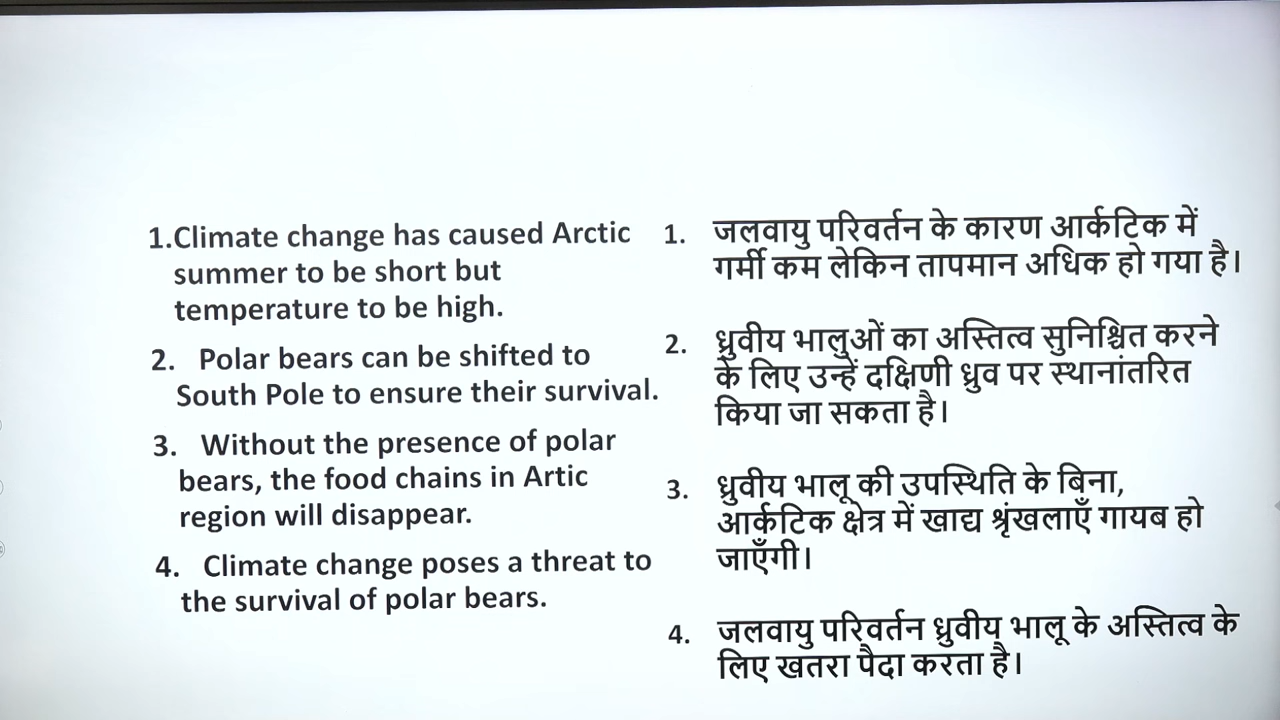 1.Climate change has caused Arctic
summer to be short but
temperature to be high.
2. Polar bears can be shifted to
South Pole to ensure their survival.
3. Without the presence of polar
bears, the food chains in Artic
region will disappear.
4. Climate change poses a threat to
the survival of polar bears.
1. जलवायु परिवर्तन के कारण आर्कटिक में
गर्मी कम लेकिन तापमान अधिक हो गया है।
2. ध्रुवीय भालुओं का अस्तित्व सुनिश्चित करने
के लिए उन्हें दक्षिणी ध्रुव पर स्थानांतरित
किया जा सकता है।
3. ध्रुवीय भालू की उपस्थिति के बिना,
आर्कटिक क्षेत्र में खाद्य श्रृंखलाएँ गायब हो
जाएँगी।
4. जलवायु परिवर्तन ध्रुवीय भालू के अस्तित्व के
लिए खतरा पैदा करता है।